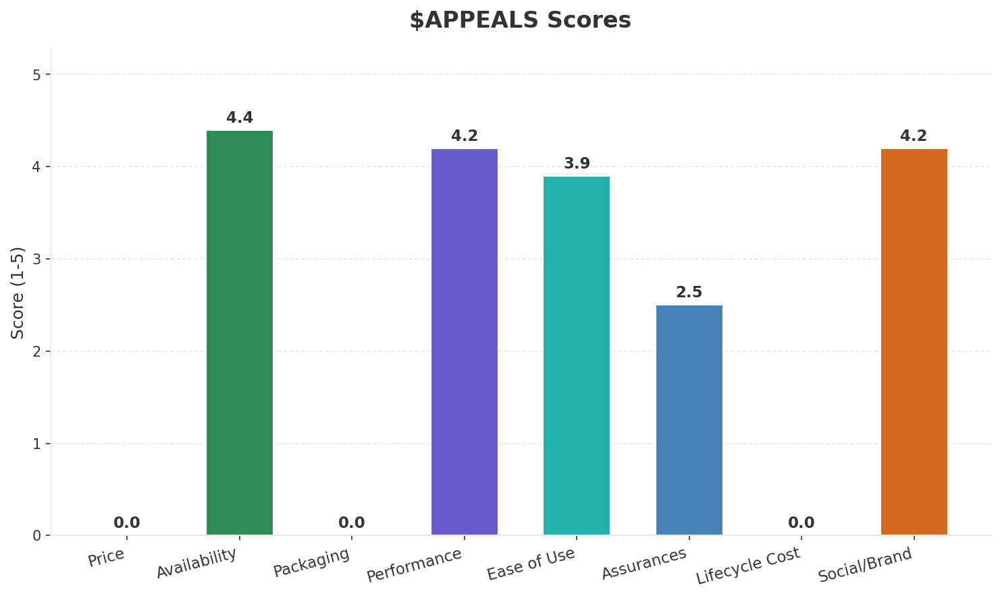 $APPEALS Scores
Score (1-5)
5
4
3
2
1
0
0.0
4.4
0.0
4.2
3.9
2.5
0.0
4.2
Price
Availability
Packaging
Performance
Ease of Use
Assurances
Lifecycle Cost
Social/Brand